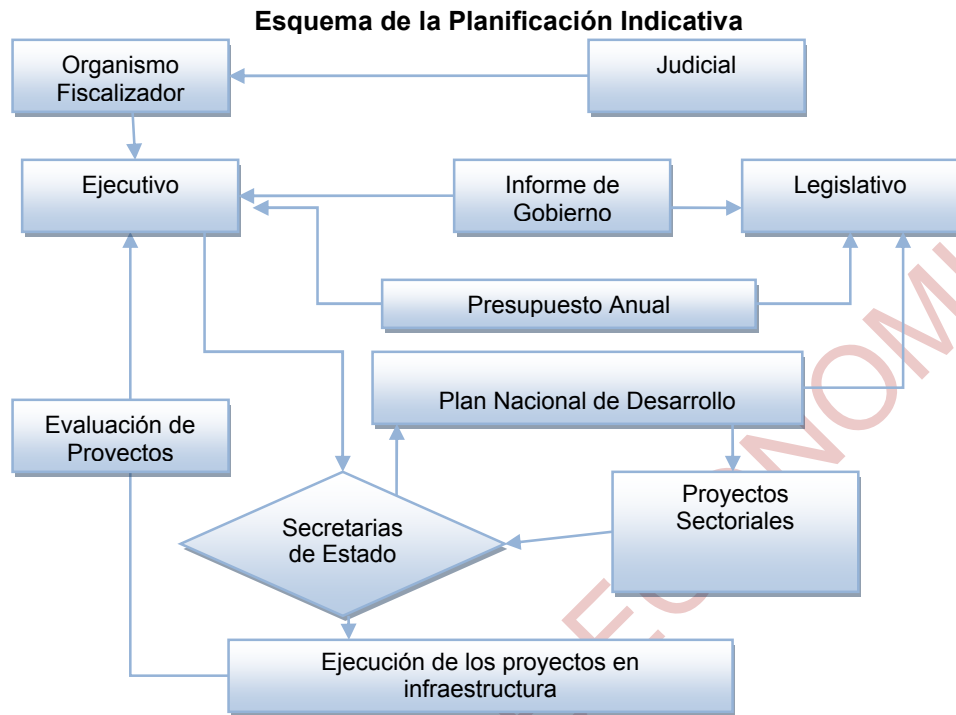 Esquema de la Planificación Indicativa
Organismo
Fiscalizador
Judicial
Ejecutivo
Informe de
Gobierno
Legislativo
Presupuesto Anual
Plan Nacional de Desarrollo
Evaluación de
Proyectos
Proyectos
Sectoriales
Secretarias
de Estado
Ejecución de los proyectos en
infraestructura